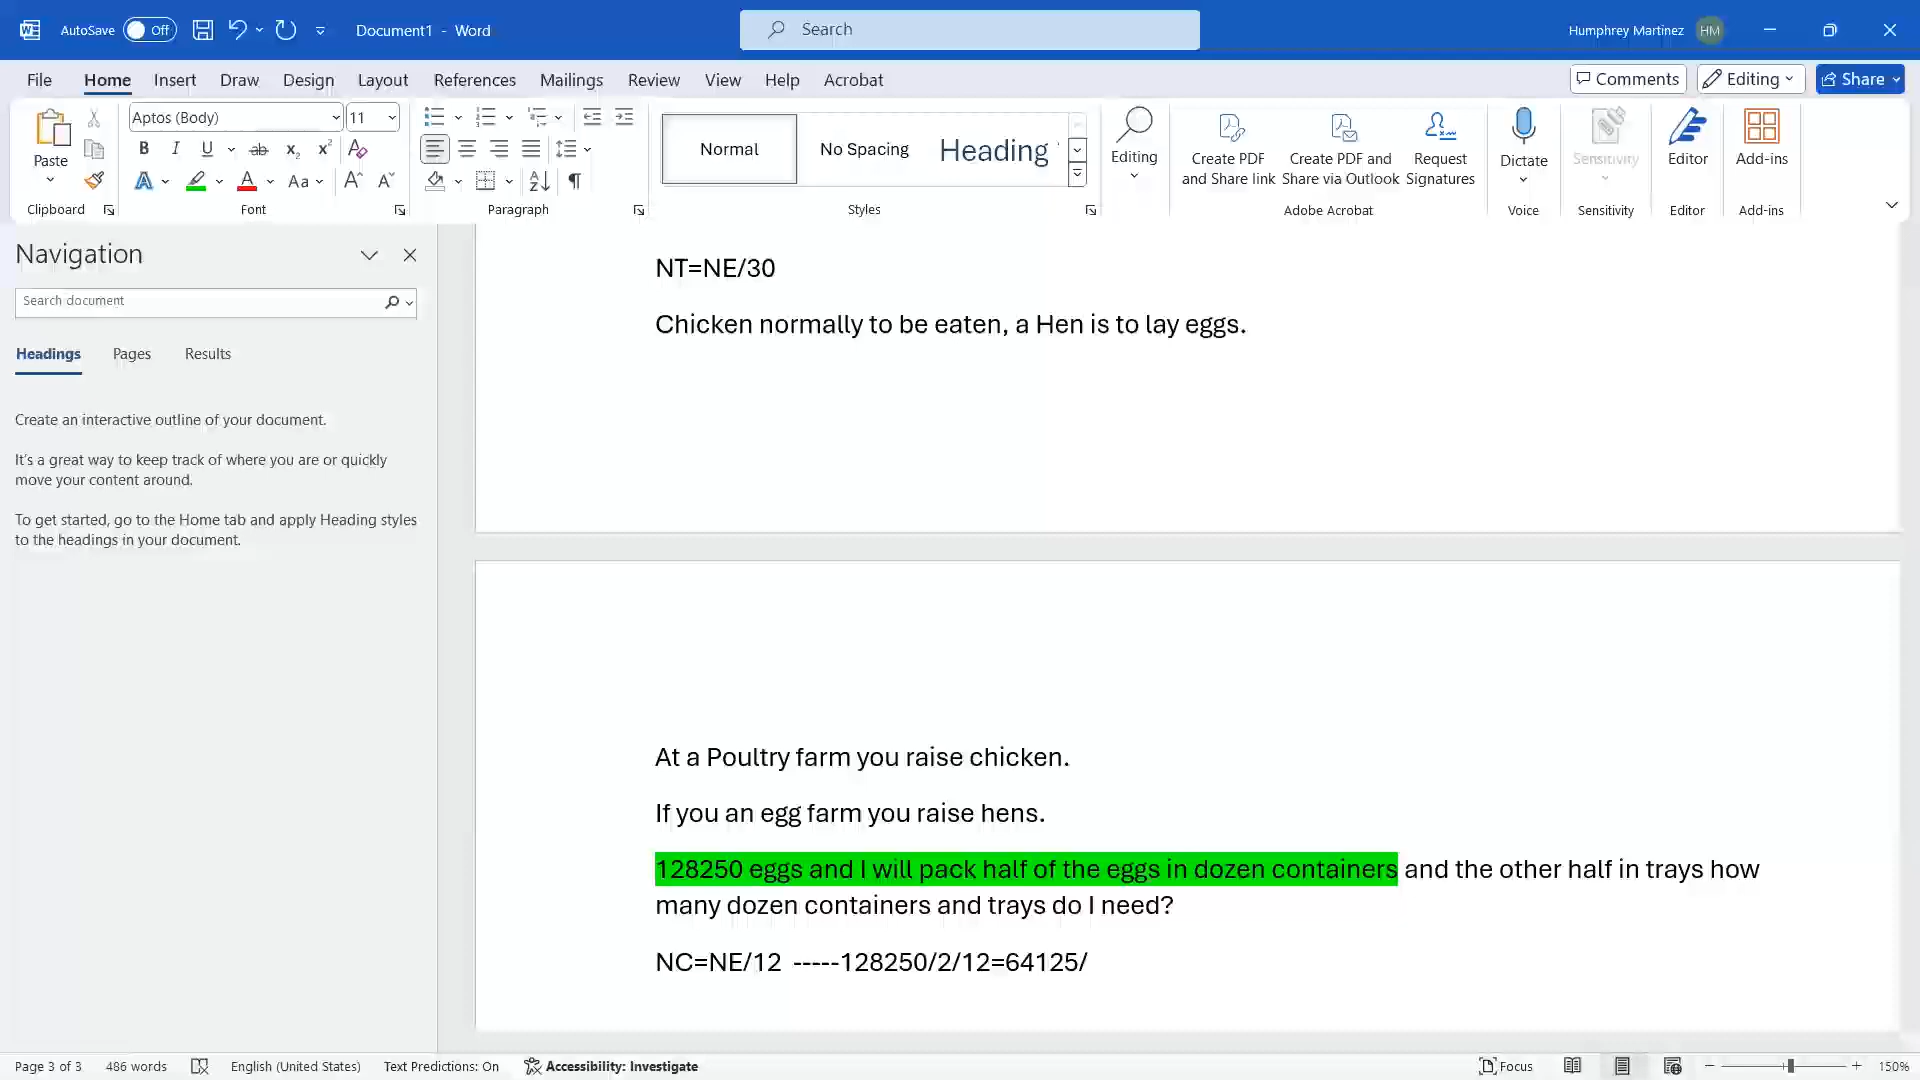 AutoSave Off Document1 - Word Search Humphrey Martinez HM
File Home Insert Draw Design Layout References Mailings Review View Help Acrobat Comments Editing Share
Aptos (Body) 11
Paste
B I U ab x₂ x² A
A A Aa A A
Normal No Spacing Heading
Editing
Create PDF and Share link
Create PDF and Share via Outlook
Request Signatures
Dictate
Sensitivity
Editor
Add-ins
Clipboard Font Paragraph Styles Adobe Acrobat Voice Sensitivity Editor Add-ins
Navigation
Search document
Headings Pages Results
Create an interactive outline of your document.
It's a great way to keep track of where you are or quickly
move your content around.
To get started, go to the Home tab and apply Heading styles
to the headings in your document.
NT=NE/30
Chicken normally to be eaten, a Hen is to lay eggs.
At a Poultry farm you raise chicken.
If you an egg farm you raise hens.
128250 eggs and I will pack half of the eggs in dozen containers and the other half in trays how
many dozen containers and trays do I need?
NC=NE/12 -----128250/2/12=64125/
Page 3 of 3 486 words English (United States) Text Predictions: On Accessibility: Investigate Focus 150%